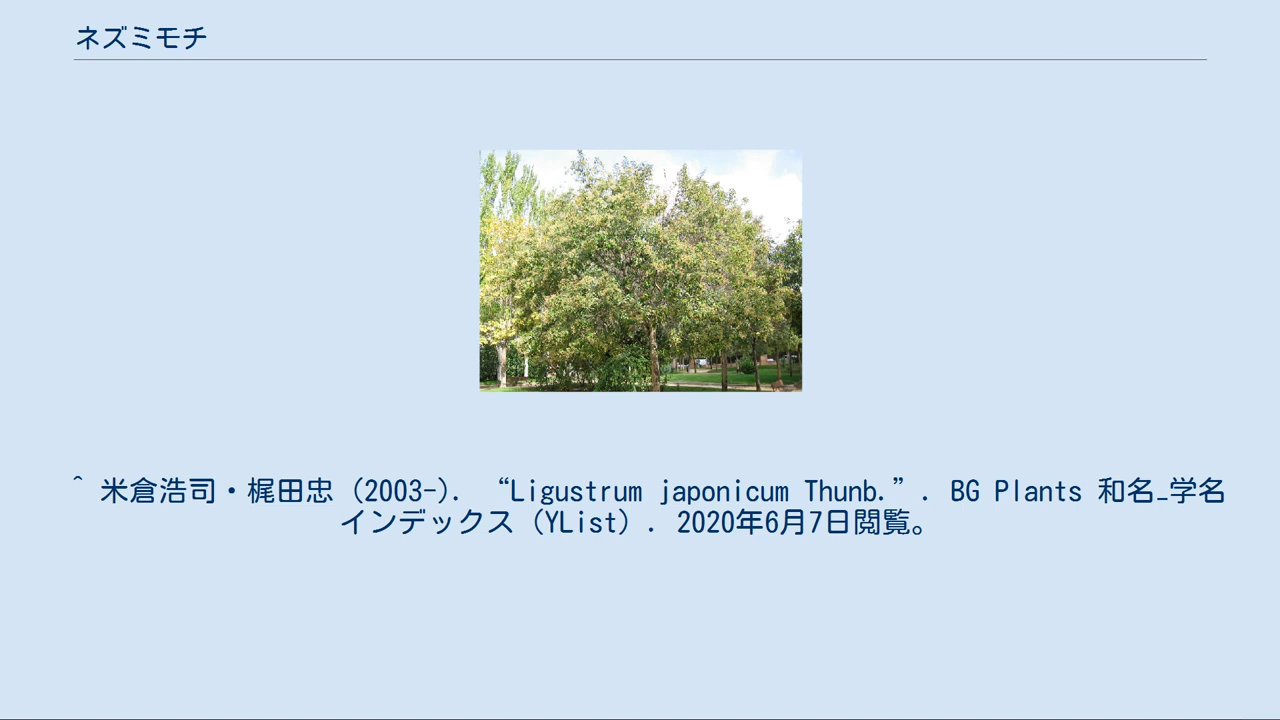 ネズミモチ
^ 米倉浩司・梶田忠 (2003-). “Ligustrum japonicum Thunb.”. BG Plants 和名−学名
インデックス（YList）. 2020年6月7日閲覧。